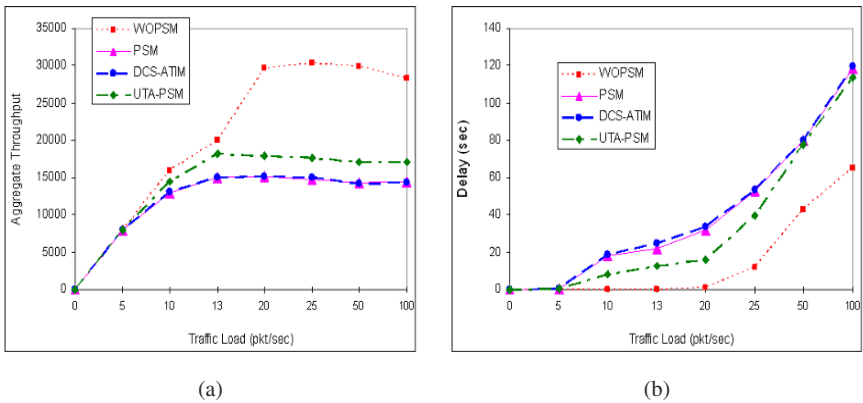 35000
30000
25000
20000
15000
10000
5000
0
Aggregate Throughput
WOPSM
PSM
DCS-ATIM
UTA-PSM
0 5 10 13 20 25 50 100
Traffic Load (pkt/sec)
(a)
140
120
100
80
60
40
20
0
Delay (sec)
WOPSM
PSM
DCS-ATIM
UTA-PSM
0 5 10 13 20 25 50 100
Traffic Load (pkt/sec)
(b)